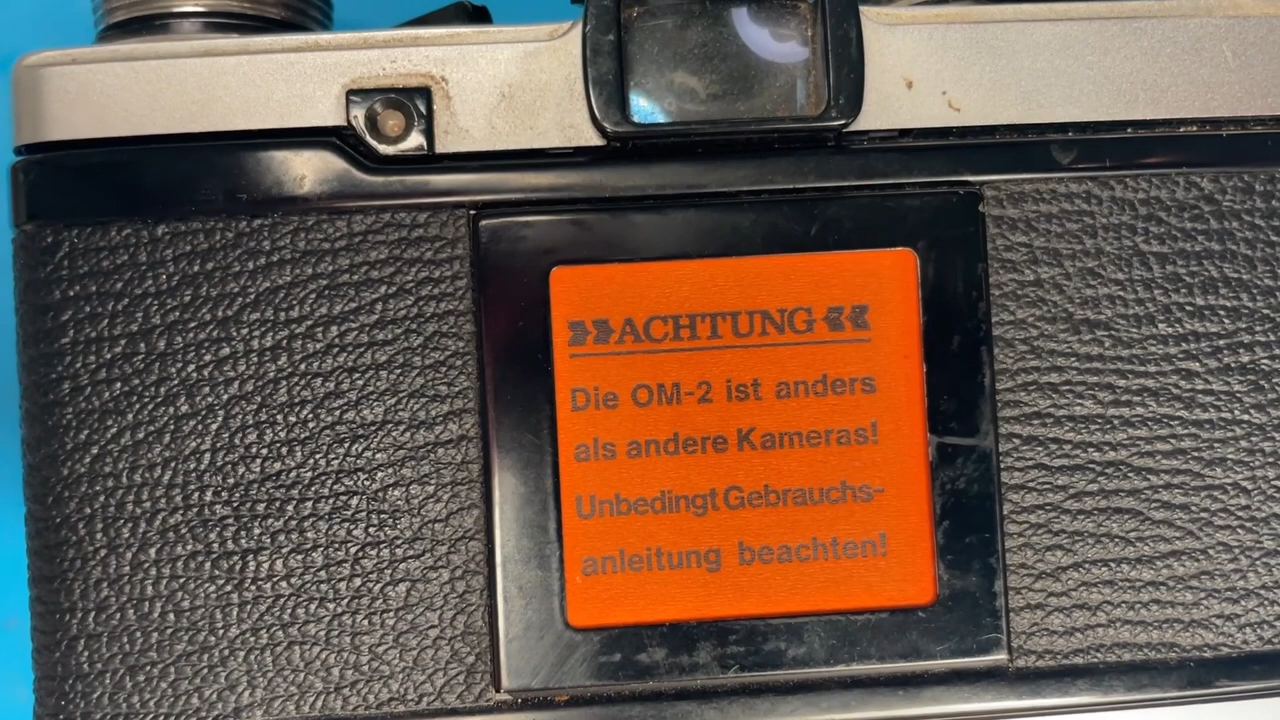 »ACHTUNG«
Die OM-2 ist anders
als andere Kameras!
Unbedingt Gebrauchs-
anleitung beachten!